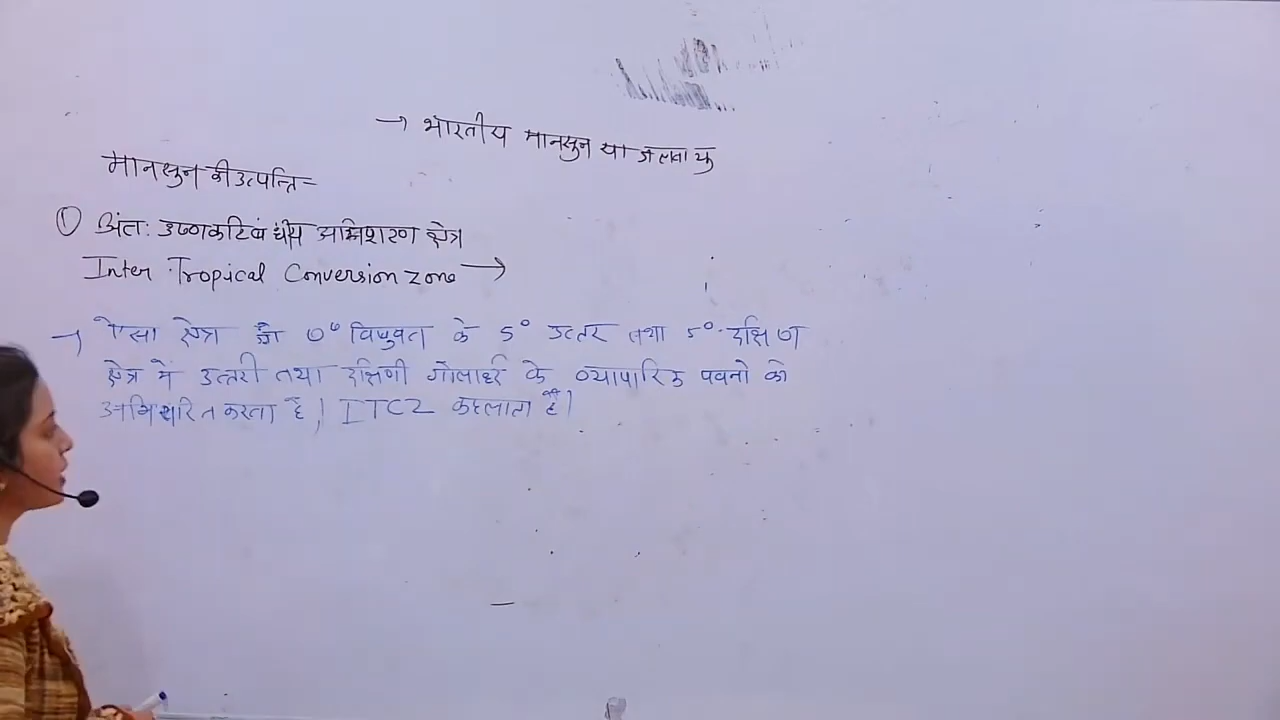 → भारतीय मानसुन या जलवायु
मानसुन की उत्पत्ति–
① अंतः उष्णकटिबंधीय अभिशरण क्षेत्र
Inter Tropical Conversion Zone →
→ ऐसा क्षेत्र जो 0° विषुवत के 5° उत्तर तथा 5° दक्षिण
क्षेत्र में उत्तरी तथा दक्षिणी गोलार्ध के व्यापारिक पवनो को
अभिसरित करता है, ITCZ कहलाता है।